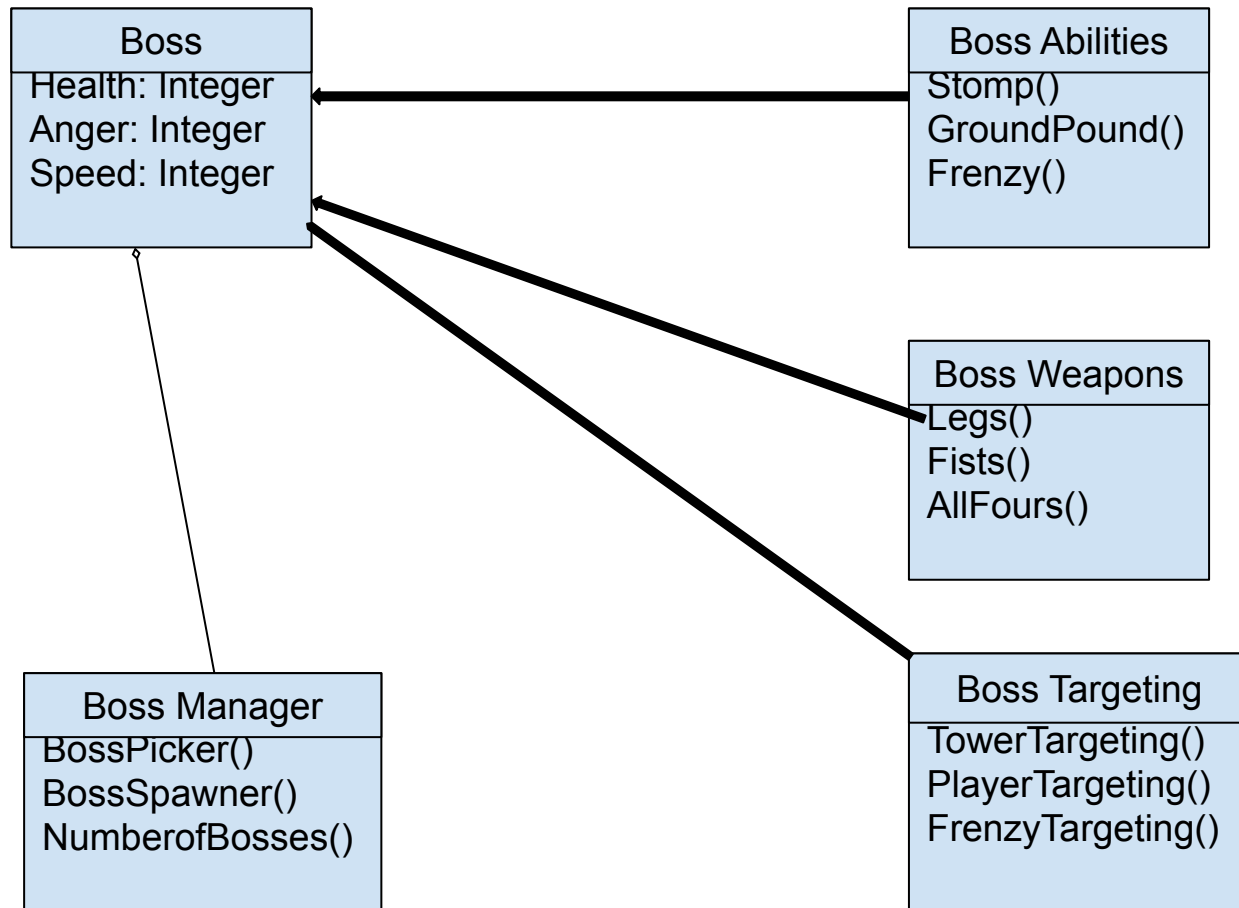 Boss
Health: Integer
Anger: Integer
Speed: Integer
Boss Abilities
Stomp()
GroundPound()
Frenzy()
Boss Weapons
Legs()
Fists()
AllFours()
Boss Manager
BossPicker()
BossSpawner()
NumberofBosses()
Boss Targeting
TowerTargeting()
PlayerTargeting()
FrenzyTargeting()